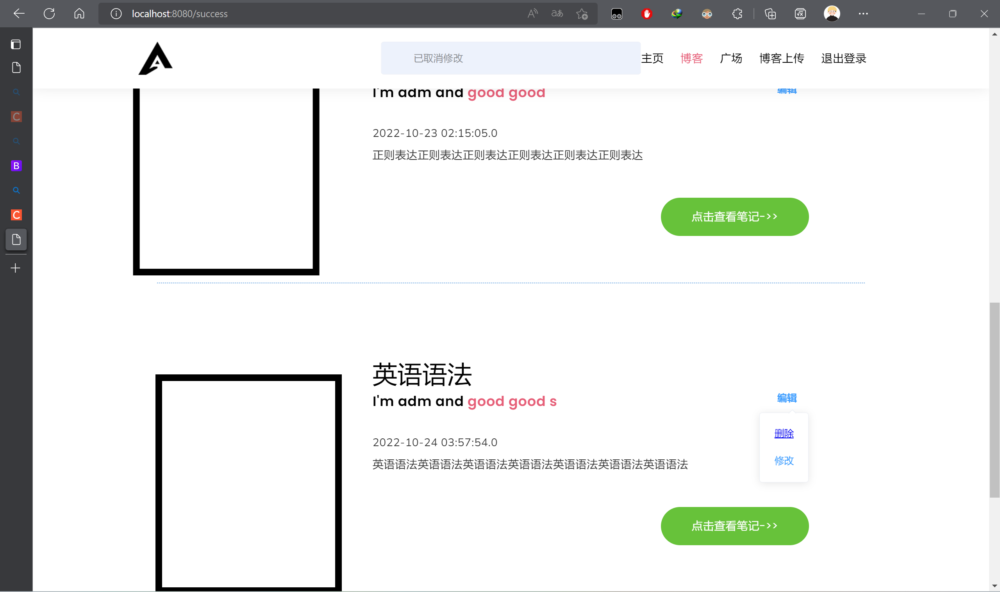 localhost:8080/success
已取消修改
主页 博客 广场 博客上传 退出登录
I'm adm and good good
编辑
2022-10-23 02:15:05.0
正则表达正则表达正则表达正则表达正则表达正则表达
点击查看笔记->>
英语语法
I'm adm and good good s
编辑
删除
修改
2022-10-24 03:57:54.0
英语语法英语语法英语语法英语语法英语语法英语语法英语语法
点击查看笔记->>